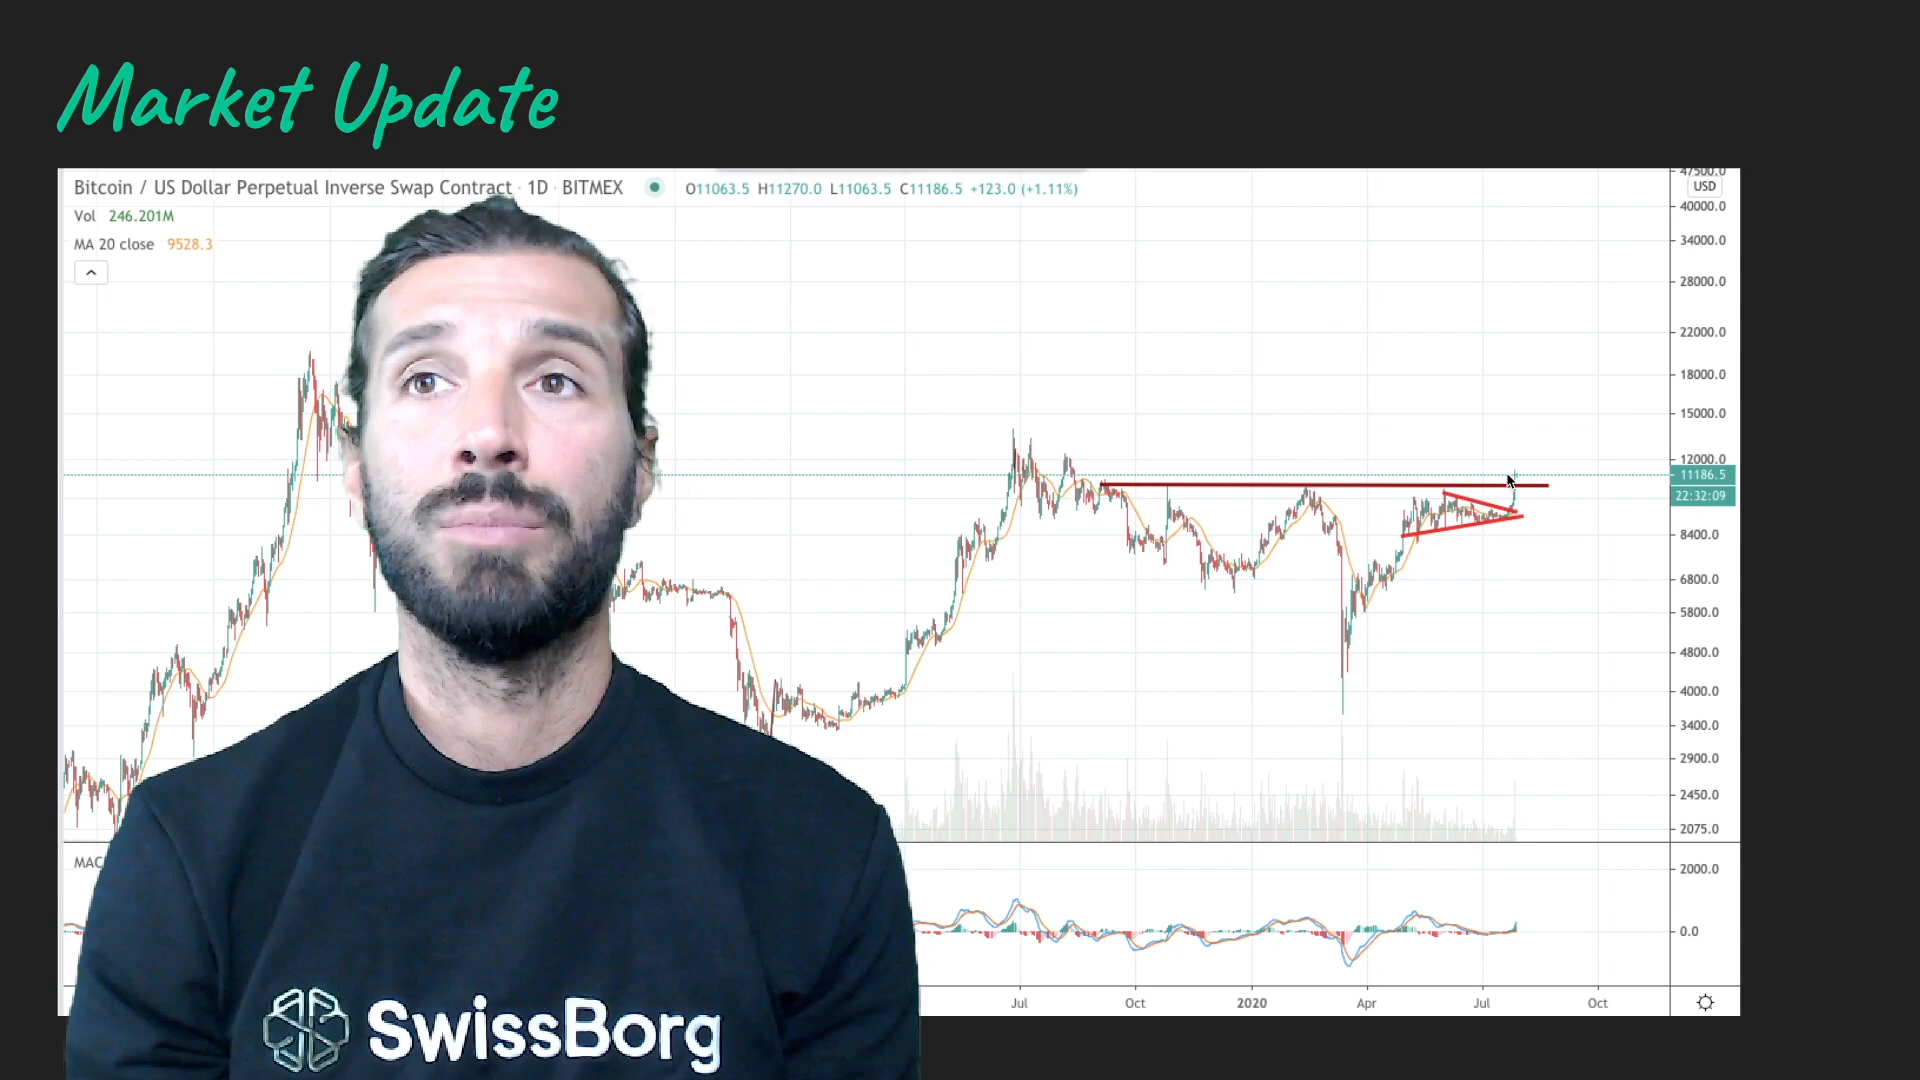 Market Update
Bitcoin / US Dollar Perpetual Inverse Swap Contract · 1D · BITMEX
O11063.5 H11270.0 L11063.5 C11186.5 +123.0 (+1.11%)
Vol 246.201M
MA 20 close 9528.3
47500.0
USD
40000.0
34000.0
28000.0
22000.0
18000.0
15000.0
12000.0
11186.5
22:32:09
8400.0
6800.0
5800.0
4800.0
4000.0
3400.0
2900.0
2450.0
2075.0
MAC
2000.0
0.0
Jul Oct 2020 Apr Jul Oct
SwissBorg